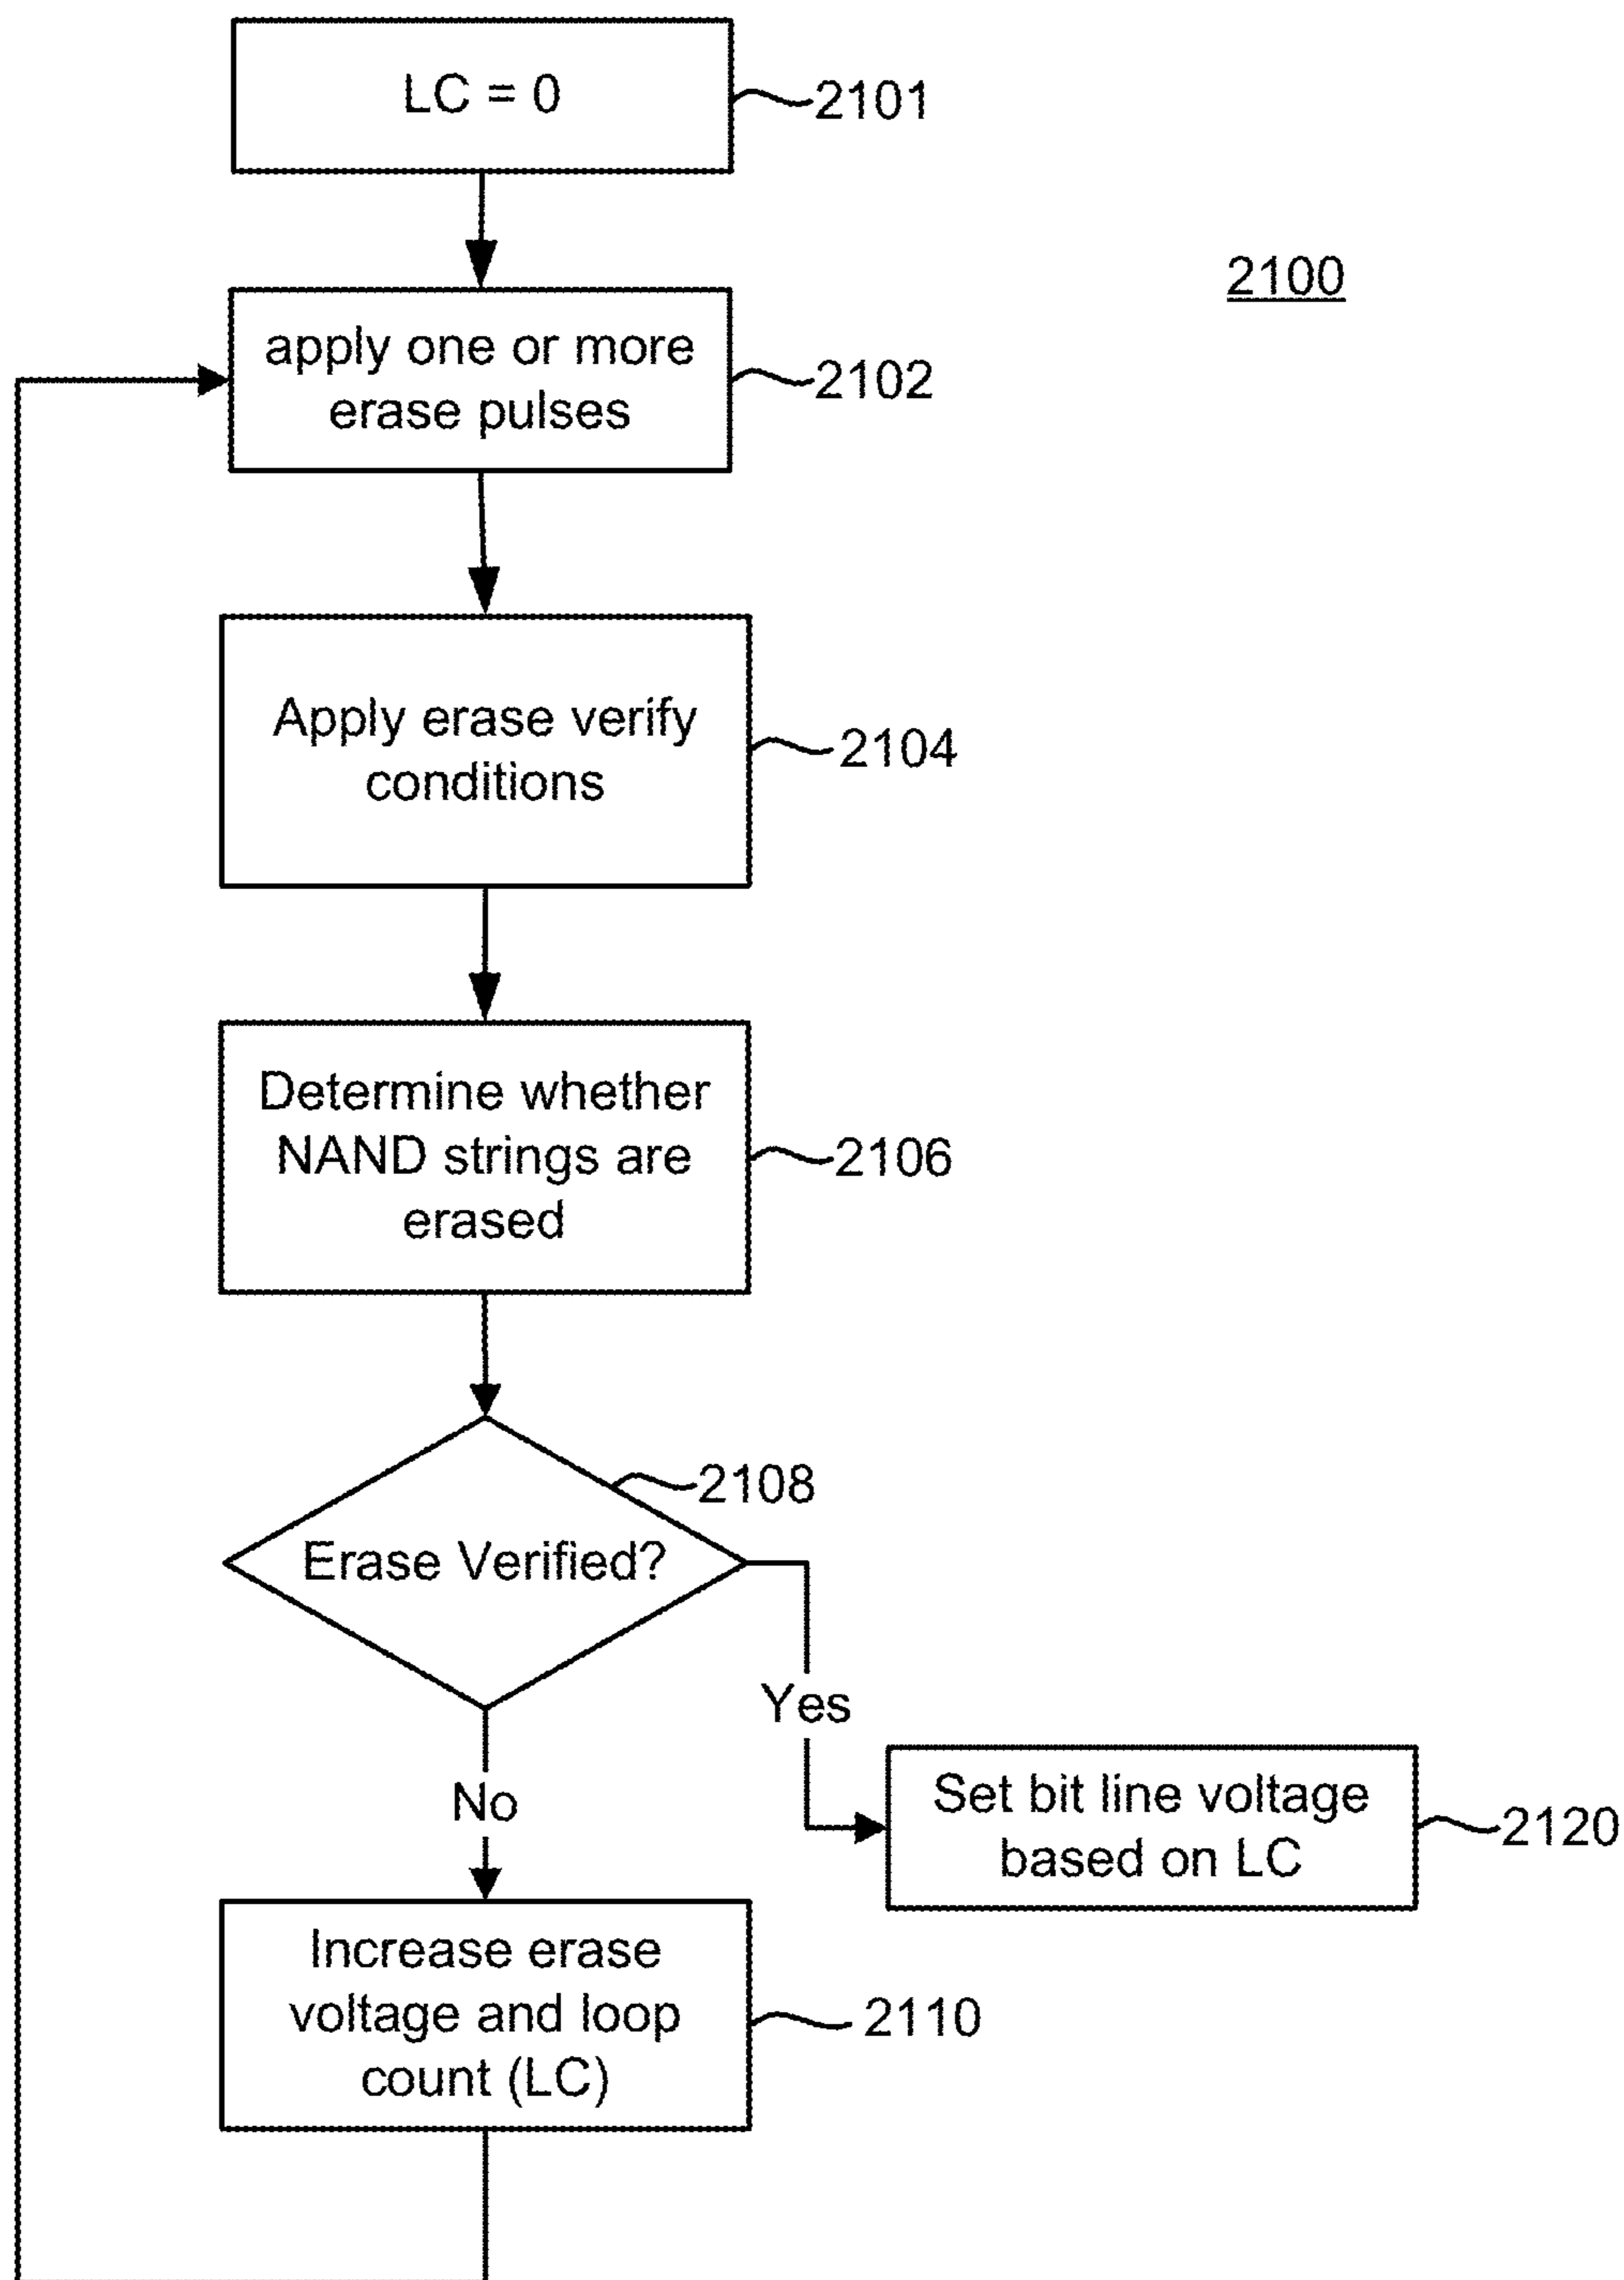 LC = 0
2101
2100
apply one or more
erase pulses
2102
Apply erase verify
conditions
2104
Determine whether
NAND strings are
erased
2106
2108
Erase Verified?
Yes
No
Set bit line voltage
based on LC
2120
Increase erase
voltage and loop
count (LC)
2110